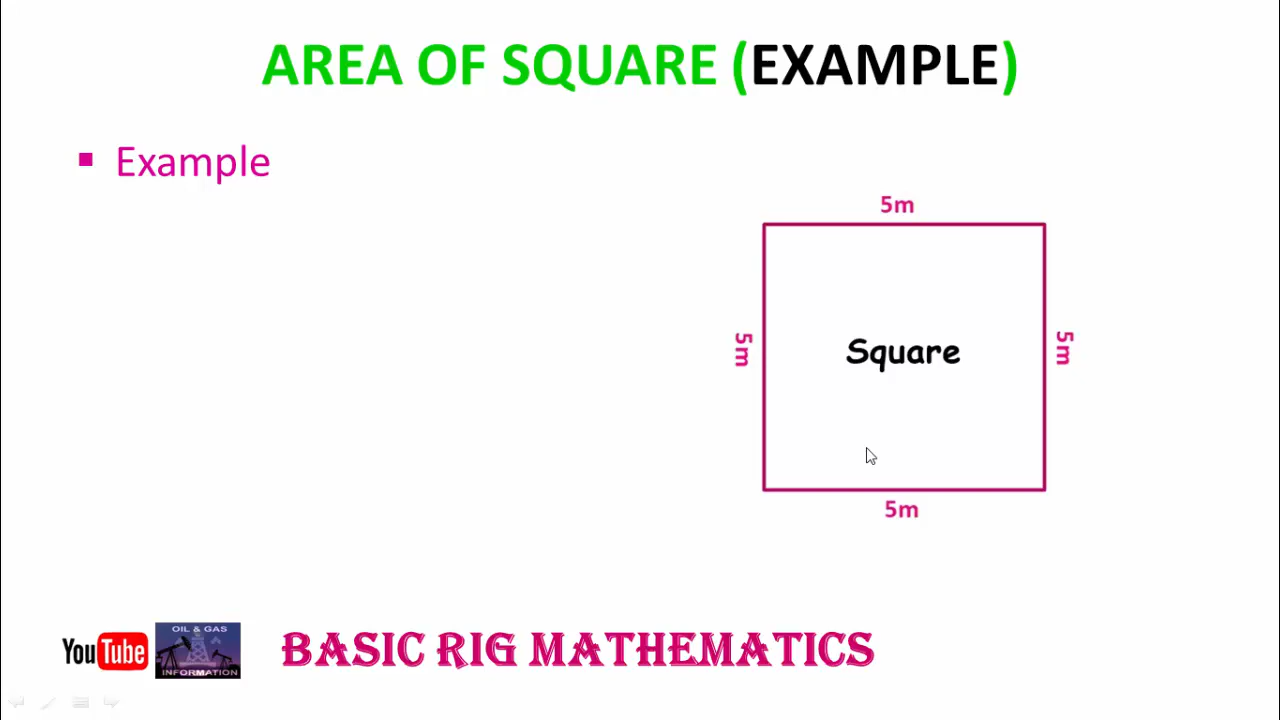 AREA OF SQUARE (EXAMPLE)
▪ Example
5m
5m
Square
5m
5m
YouTube
OIL & GAS
INFORMATION
BASIC RIG MATHEMATICS